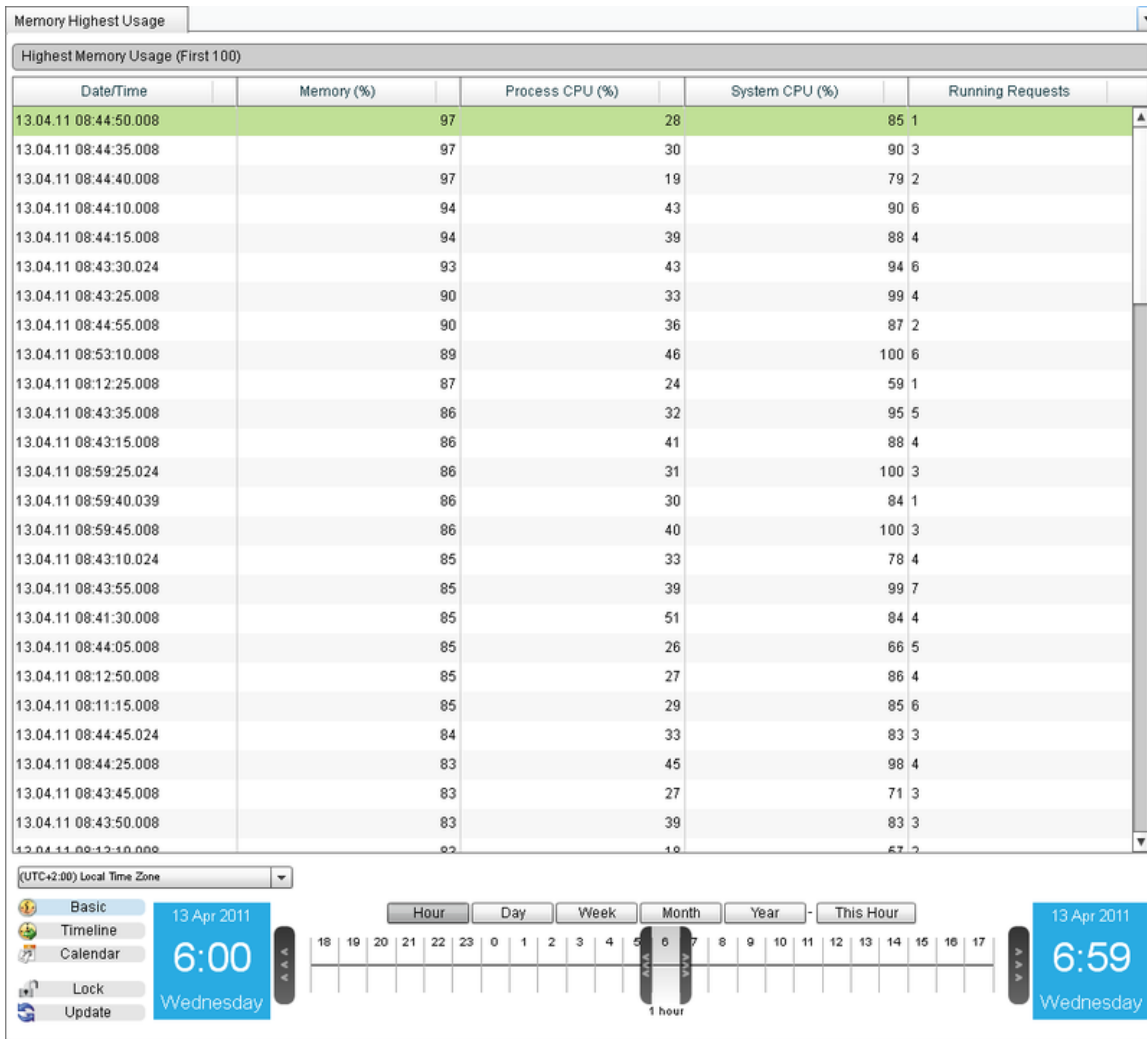 Memory Highest Usage
Highest Memory Usage (First 100)
Date/Time Memory (%) Process CPU (%) System CPU (%) Running Requests
13.04.11 08:44:50.008 97 28 85 1
13.04.11 08:44:35.008 97 30 90 3
13.04.11 08:44:40.008 97 19 79 2
13.04.11 08:44:10.008 94 43 90 6
13.04.11 08:44:15.008 94 39 88 4
13.04.11 08:43:30.024 93 43 94 6
13.04.11 08:43:25.008 90 33 99 4
13.04.11 08:44:55.008 90 36 87 2
13.04.11 08:53:10.008 89 46 100 6
13.04.11 08:12:25.008 87 24 59 1
13.04.11 08:43:35.008 86 32 95 5
13.04.11 08:43:15.008 86 41 88 4
13.04.11 08:59:25.024 86 31 100 3
13.04.11 08:59:40.039 86 30 84 1
13.04.11 08:59:45.008 86 40 100 3
13.04.11 08:43:10.024 85 33 78 4
13.04.11 08:43:55.008 85 39 99 7
13.04.11 08:41:30.008 85 51 84 4
13.04.11 08:44:05.008 85 26 66 5
13.04.11 08:12:50.008 85 27 86 4
13.04.11 08:11:15.008 85 29 85 6
13.04.11 08:44:45.024 84 33 83 3
13.04.11 08:44:25.008 83 45 98 4
13.04.11 08:43:45.008 83 27 71 3
13.04.11 08:43:50.008 83 39 83 3
(UTC+2:00) Local Time Zone
Basic
Timeline
Calendar
Lock
Update
13 Apr 2011
6:00
Wednesday
Hour Day Week Month Year - This Hour
18 19 20 21 22 23 0 1 2 3 4 5 6 7 8 9 10 11 12 13 14 15 16 17
1 hour
13 Apr 2011
6:59
Wednesday